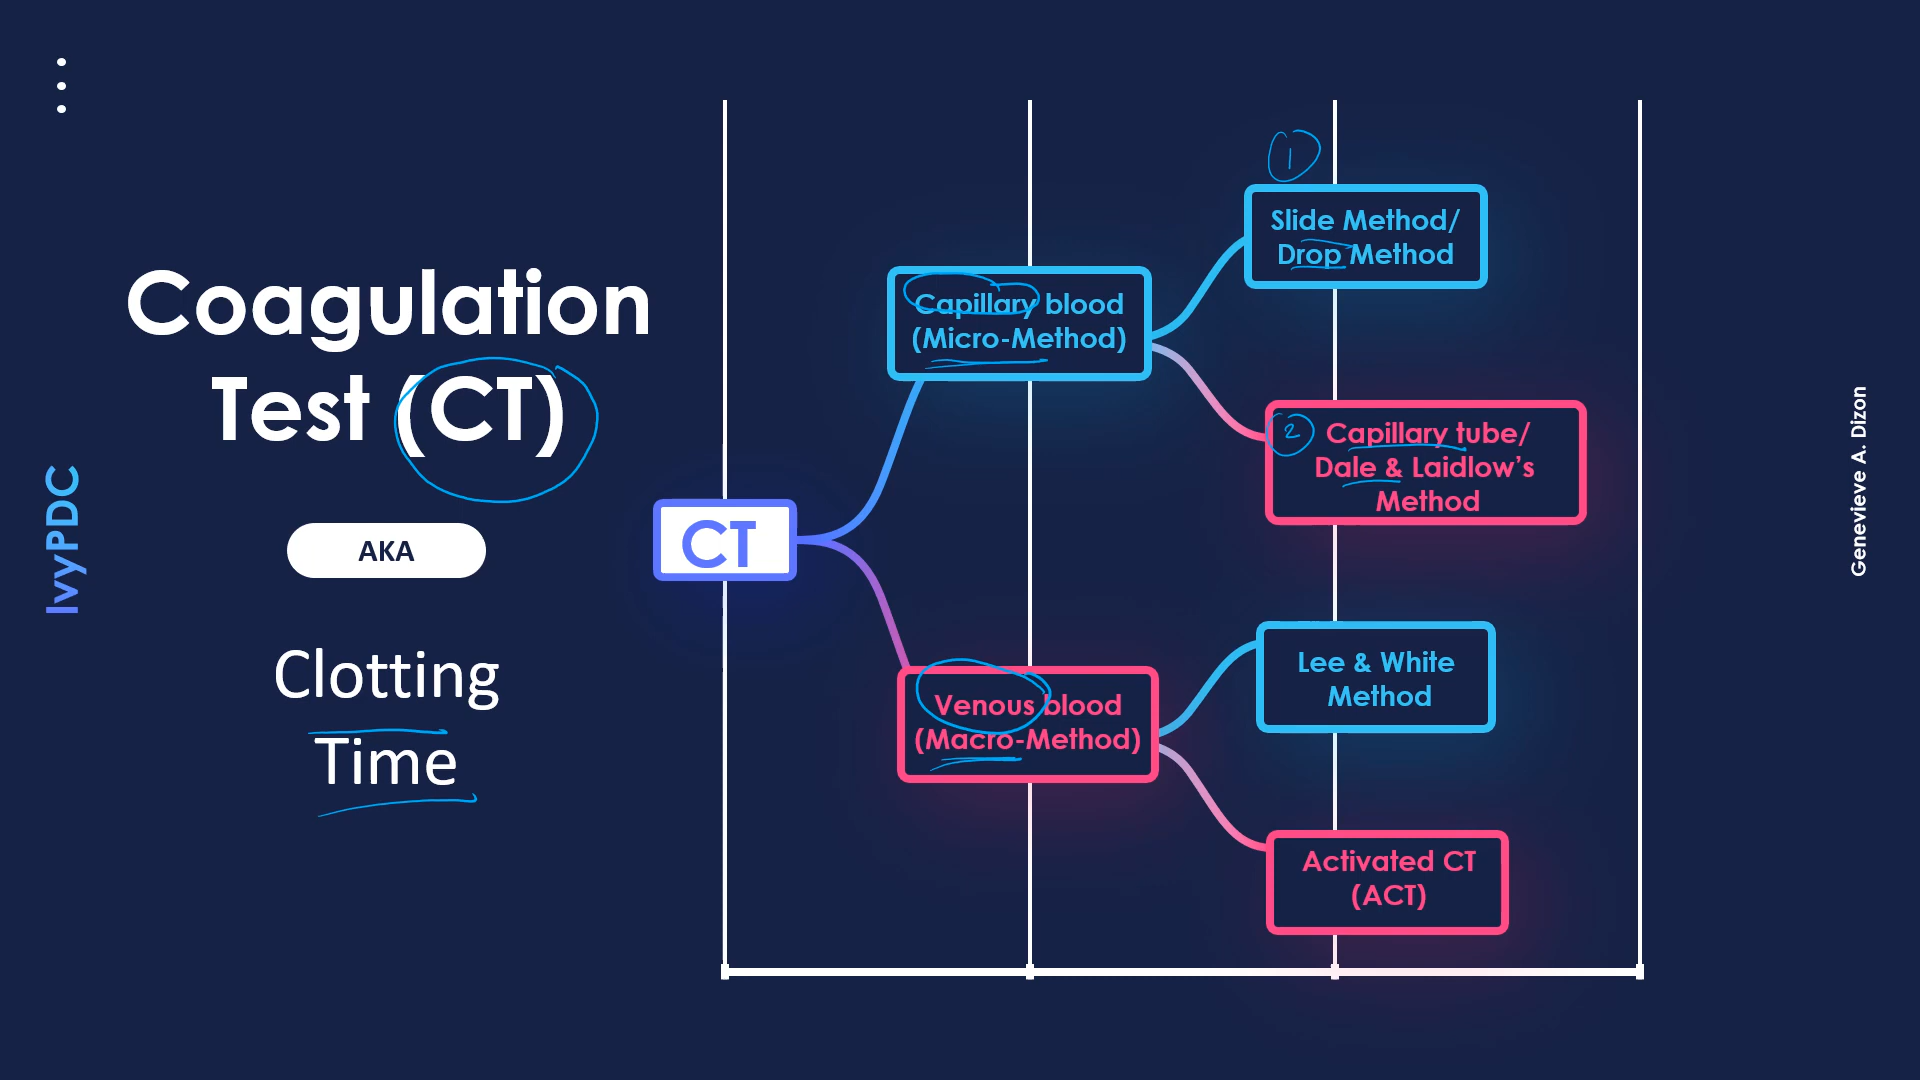 Coagulation
Test (CT)
AKA
Clotting
Time
IvyPDC
CT
Capillary blood
(Micro-Method)
Venous blood
(Macro-Method)
1
Slide Method/
Drop Method
2
Capillary tube/
Dale & Laidlow’s
Method
Lee & White
Method
Activated CT
(ACT)
Genevieve A. Dizon